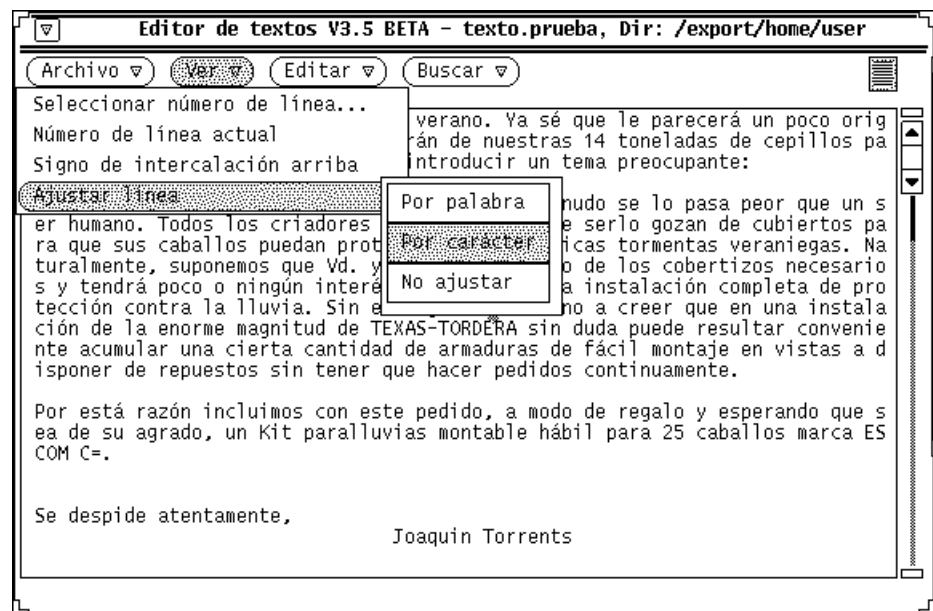 Editor de textos V3.5 BETA – texto.prueba, Dir: /export/home/user
Archivo Ver Editar Buscar
Seleccionar número de línea...
Número de línea actual
Signo de intercalación arriba
Ajustar línea
Por palabra
Por carácter
No ajustar
verano. Ya sé que le parecerá un poco orig
rán de nuestras 14 toneladas de cepillos pa
introducir un tema preocupante:
nudo se lo pasa peor que un s
er humano. Todos los criadores e serlo gozan de cubiertos pa
ra que sus caballos puedan prot icas tormentas veraniegas. Na
turalmente, suponemos que Vd. y o de los cobertizos necesario
s y tendrá poco o ningún interé a instalación completa de pro
tección contra la lluvia. Sin e no a creer que en una instala
ción de la enorme magnitud de TEXAS-TORDERA sin duda puede resultar convenie
nte acumular una cierta cantidad de armaduras de fácil montaje en vistas a d
isponer de repuestos sin tener que hacer pedidos continuamente.
Por está razón incluimos con este pedido, a modo de regalo y esperando que s
ea de su agrado, un Kit paralluvias montable hábil para 25 caballos marca ES
COM C=.
Se despide atentamente,
Joaquin Torrents